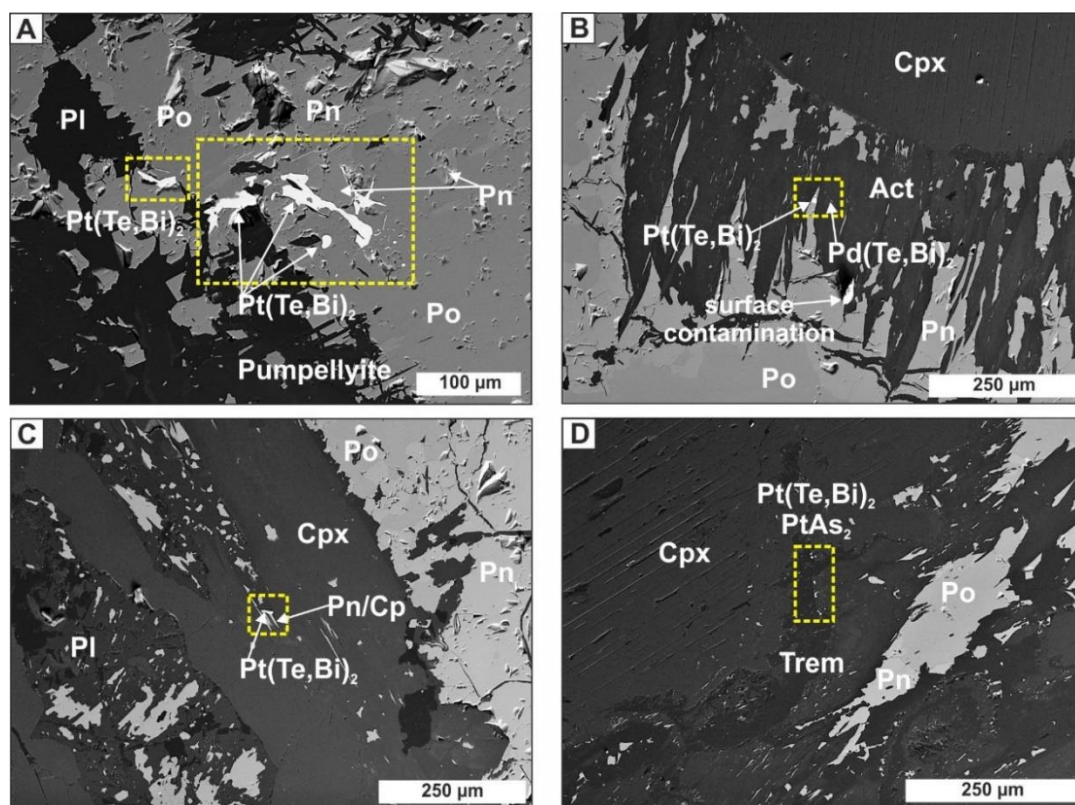 A
Pl
Po
Pn
Pn
Pt(Te,Bi)₂
Pt(Te,Bi)₂
Po
Pumpellyite
100 µm
B
Cpx
Act
Pt(Te,Bi)₂
Pd(Te,Bi)₂
surface
contamination
Pn
Po
250 µm
C
Po
Cpx
Pn
Pn/Cp
Pl
Pt(Te,Bi)₂
250 µm
D
Pt(Te,Bi)₂
PtAs₂
Cpx
Po
Trem
Pn
250 µm